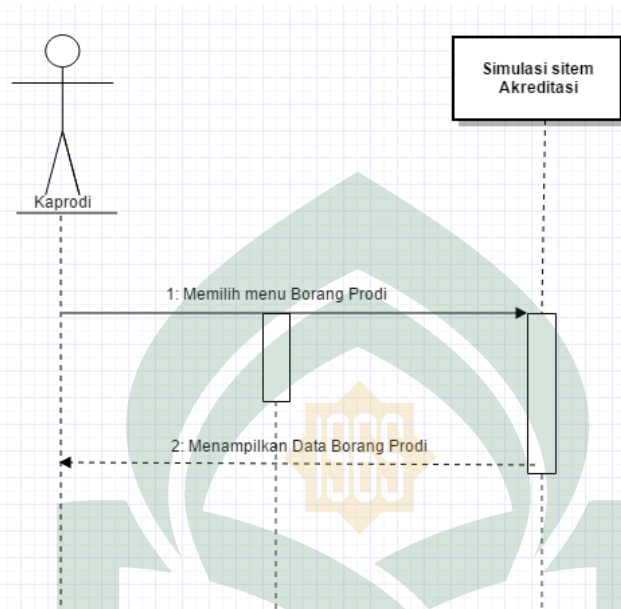 Simulasi sitem
Akreditasi
Kaprodi
1: Memilih menu Borang Prodi
2: Menampilkan Data Borang Prodi